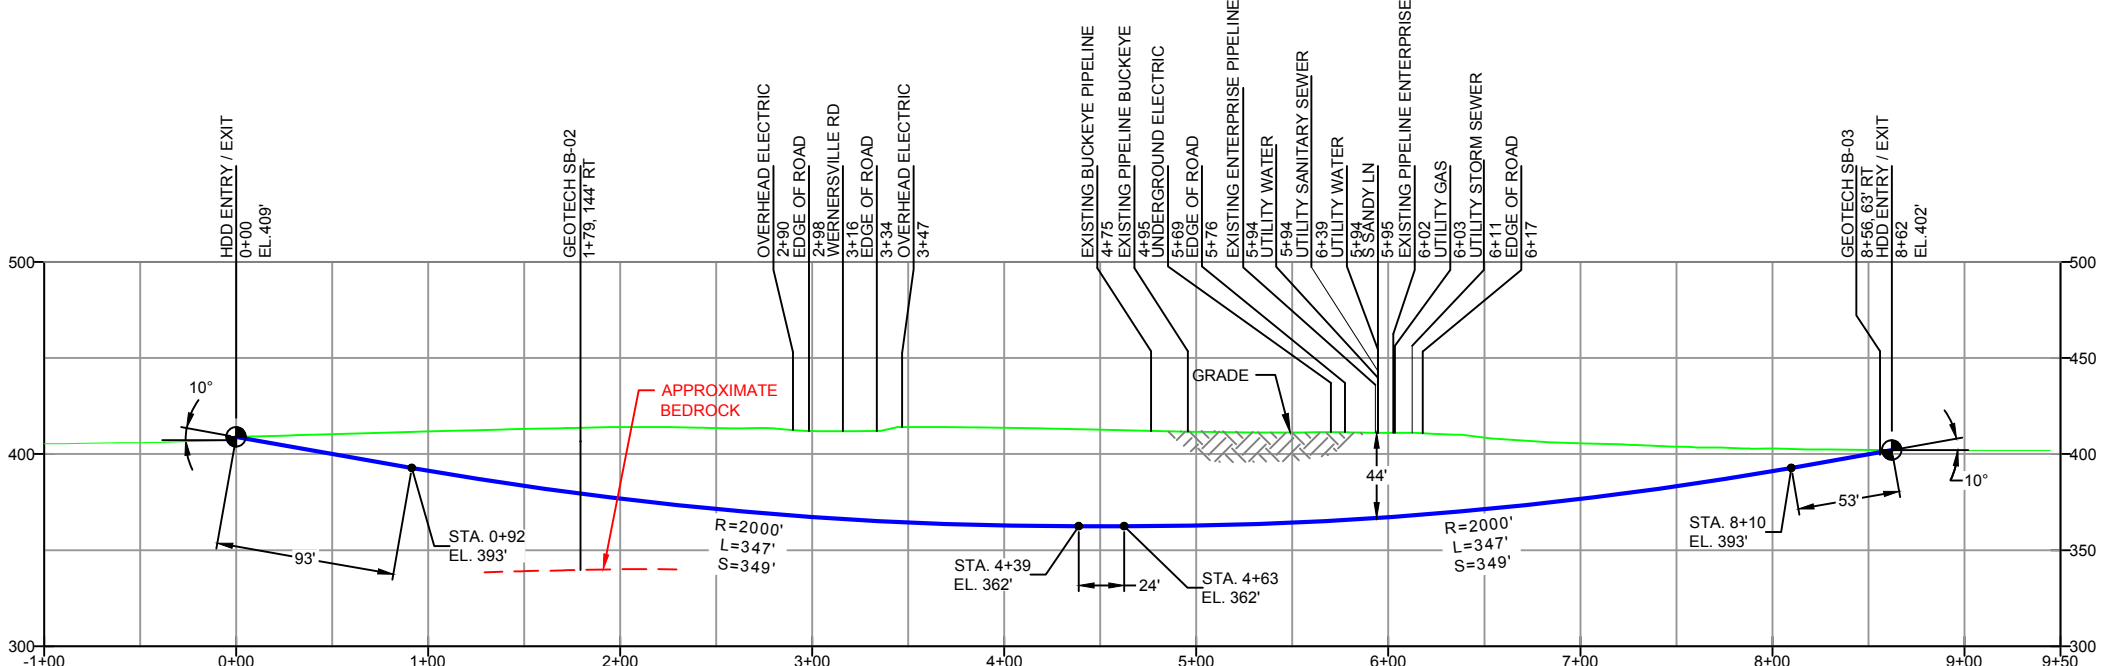 HDD ENTRY / EXIT
0+00
EL.409'
GEOTECH SB-02
1+79, 144' RT
OVERHEAD ELECTRIC
2+90
EDGE OF ROAD
2+98
WERNERSVILLE RD
3+16
EDGE OF ROAD
3+34
OVERHEAD ELECTRIC
3+47
EXISTING BUCKEYE PIPELINE
4+75
EXISTING PIPELINE BUCKEYE
4+95
UNDERGROUND ELECTRIC
5+69
EDGE OF ROAD
5+76
EXISTING ENTERPRISE PIPELINE
5+94
UTILITY WATER
5+94
UTILITY SANITARY SEWER
6+39
UTILITY WATER
5+94
S SANDY LN
5+95
EXISTING PIPELINE ENTERPRISE
6+02
UTILITY GAS
6+03
UTILITY STORM SEWER
6+11
EDGE OF ROAD
6+17
GEOTECH SB-03
8+56, 63' RT
HDD ENTRY / EXIT
8+62
EL.402'
500
500
450
400
400
350
300
300
10°
APPROXIMATE
BEDROCK
GRADE
44'
10°
93'
STA. 0+92
EL. 393'
R=2000'
L=347'
S=349'
STA. 4+39
EL. 362'
24'
STA. 4+63
EL. 362'
R=2000'
L=347'
S=349'
STA. 8+10
EL. 393'
53'
-1+00
0+00
1+00
2+00
3+00
4+00
5+00
6+00
7+00
8+00
9+00
9+50